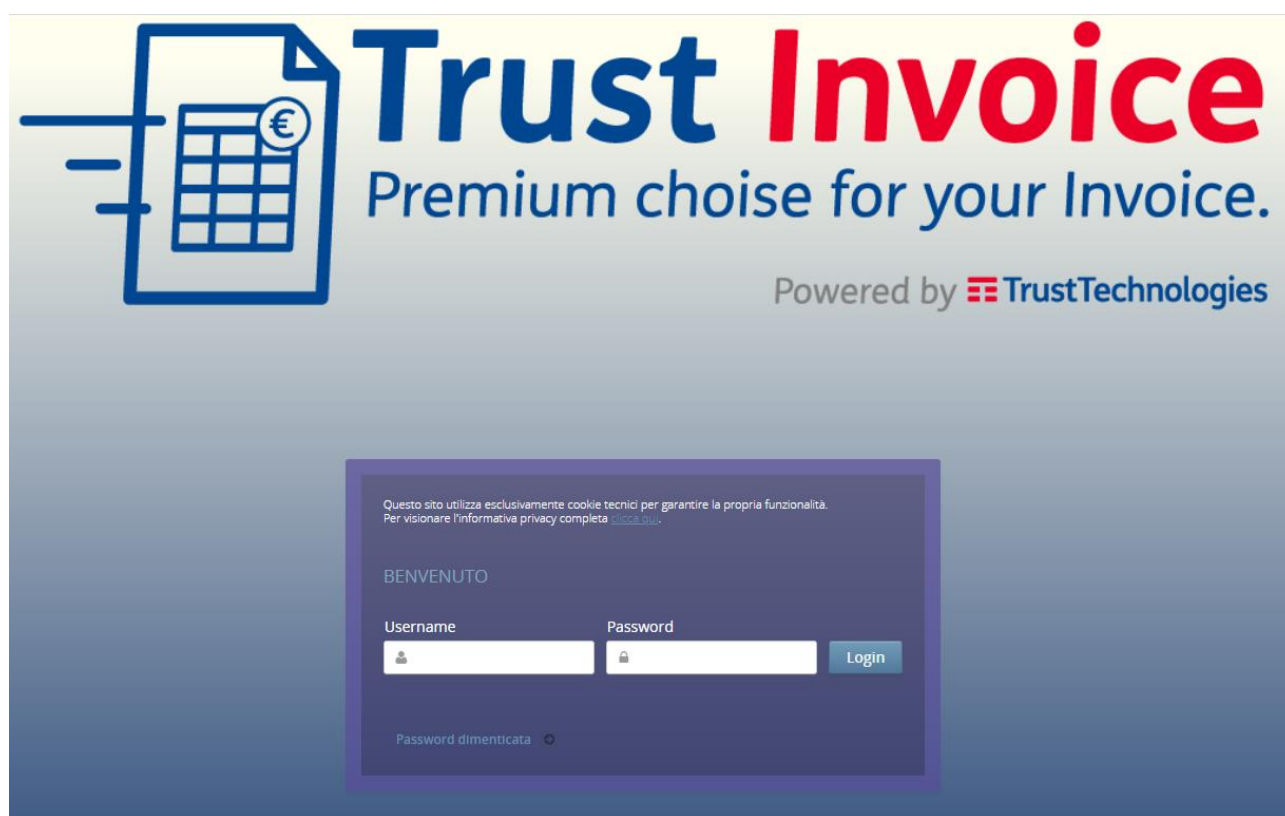 Trust Invoice
Premium choise for your Invoice.
Powered by TrustTechnologies
Questo sito utilizza esclusivamente cookie tecnici per garantire la propria funzionalità.
Per visionare l'informativa privacy completa clicca qui.
BENVENUTO
Username Password
Login
Password dimenticata